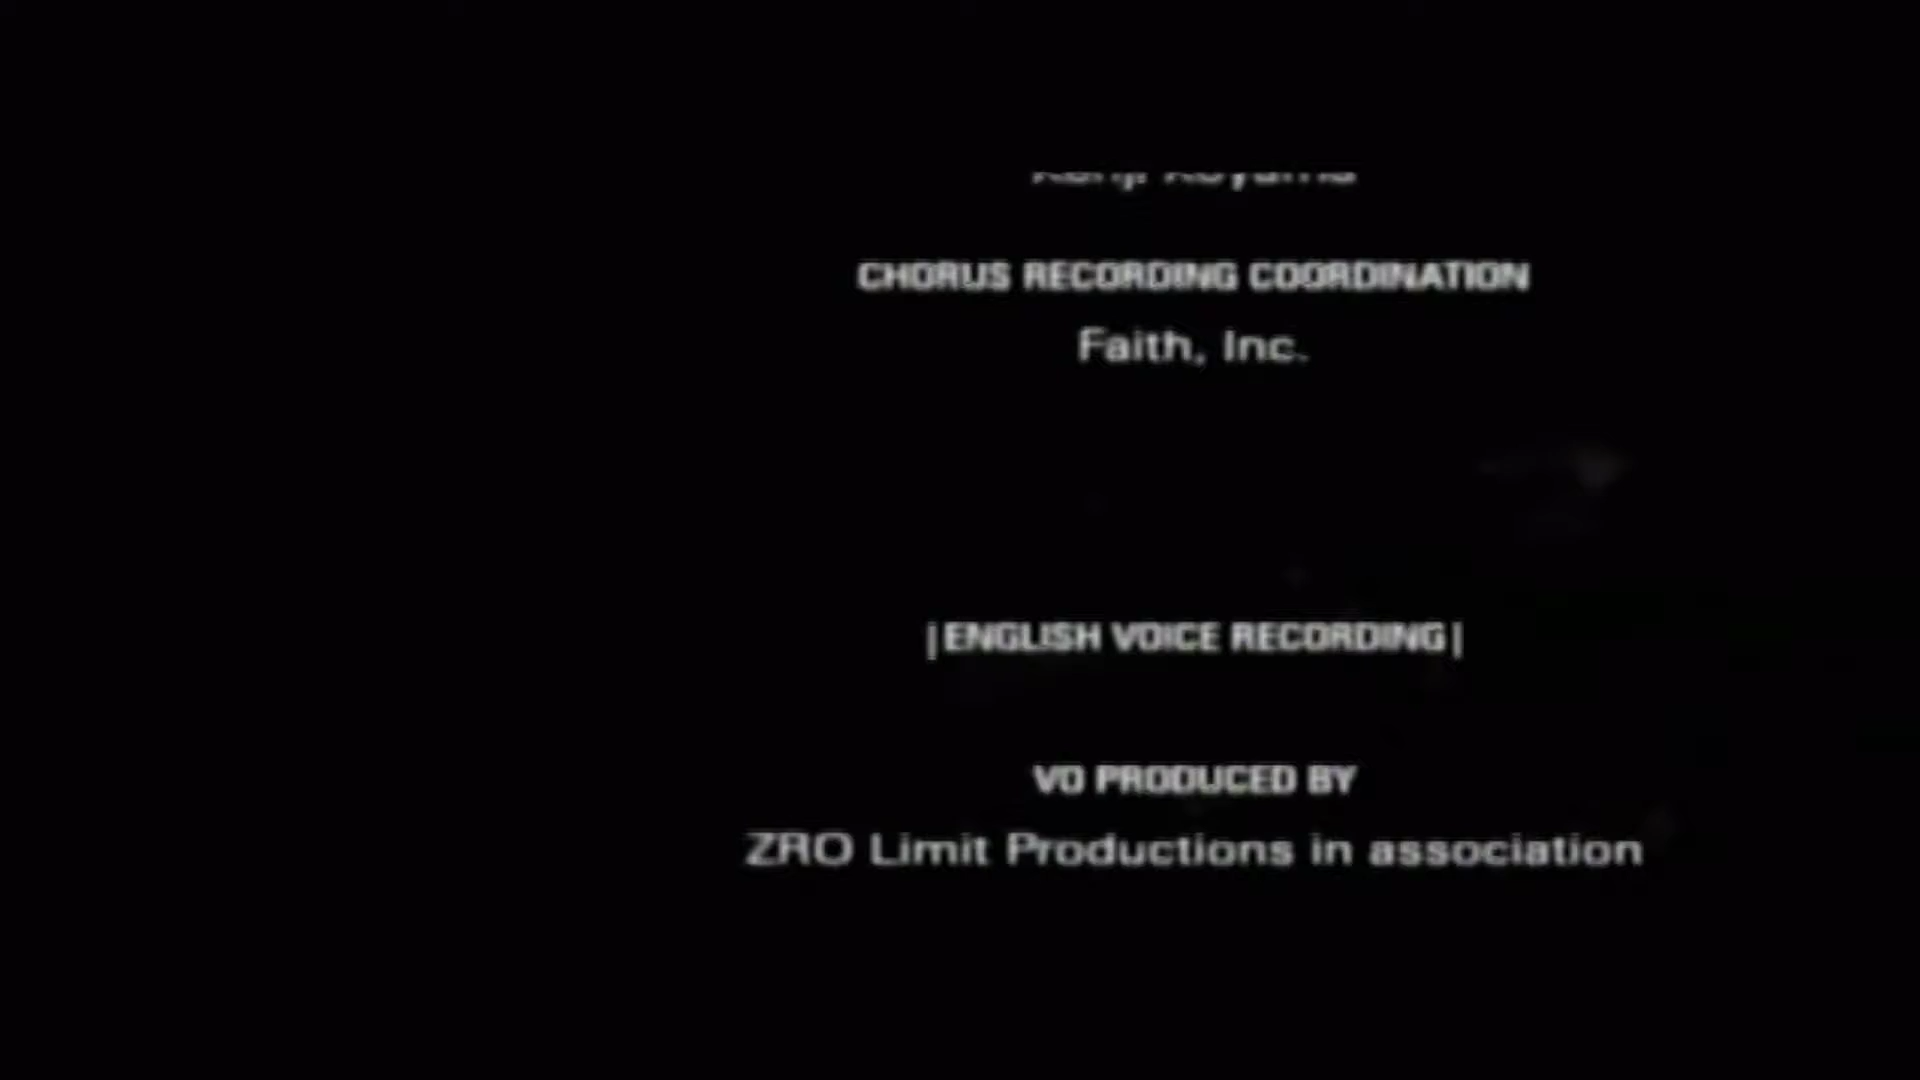 CHORUS RECORDING COORDINATION
Faith, Inc.
|ENGLISH VOICE RECORDING|
VO PRODUCED BY
ZRO Limit Productions in association